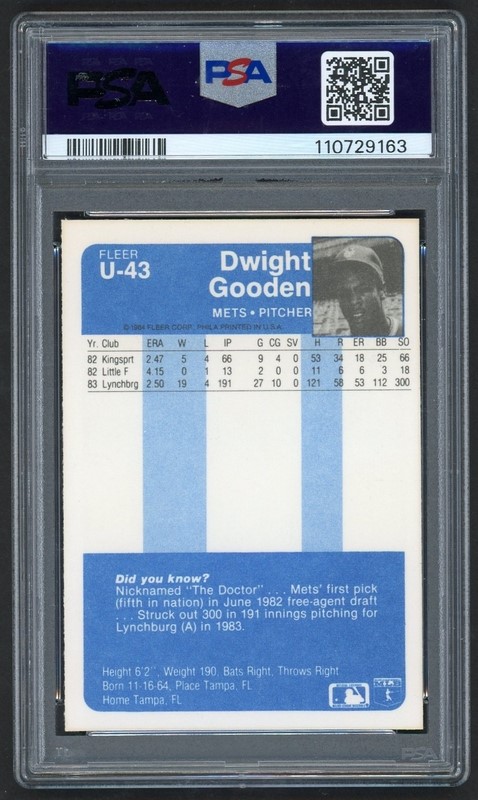 PSA
PSA
110729163
FLEER
U-43
Dwight
Gooden
METS • PITCHER
© 1984 FLEER CORP. PHILA PRINTED IN U.S.A.
Yr. Club ERA W L IP G CG SV H R ER BB SO
82 Kingsprt 2.47 5 4 66 9 4 0 53 34 18 25 66
82 Little F 4.15 0 1 13 2 0 0 11 6 6 3 18
83 Lynchbrg 2.50 19 4 191 27 10 0 121 58 53 112 300
Did you know?
Nicknamed "The Doctor" . . . Mets' first pick
(fifth in nation) in June 1982 free-agent draft
. . . Struck out 300 in 191 innings pitching for
Lynchburg (A) in 1983.
Height 6'2", Weight 190, Bats Right, Throws Right
Born 11-16-64, Place Tampa, FL
Home Tampa, FL
PSA